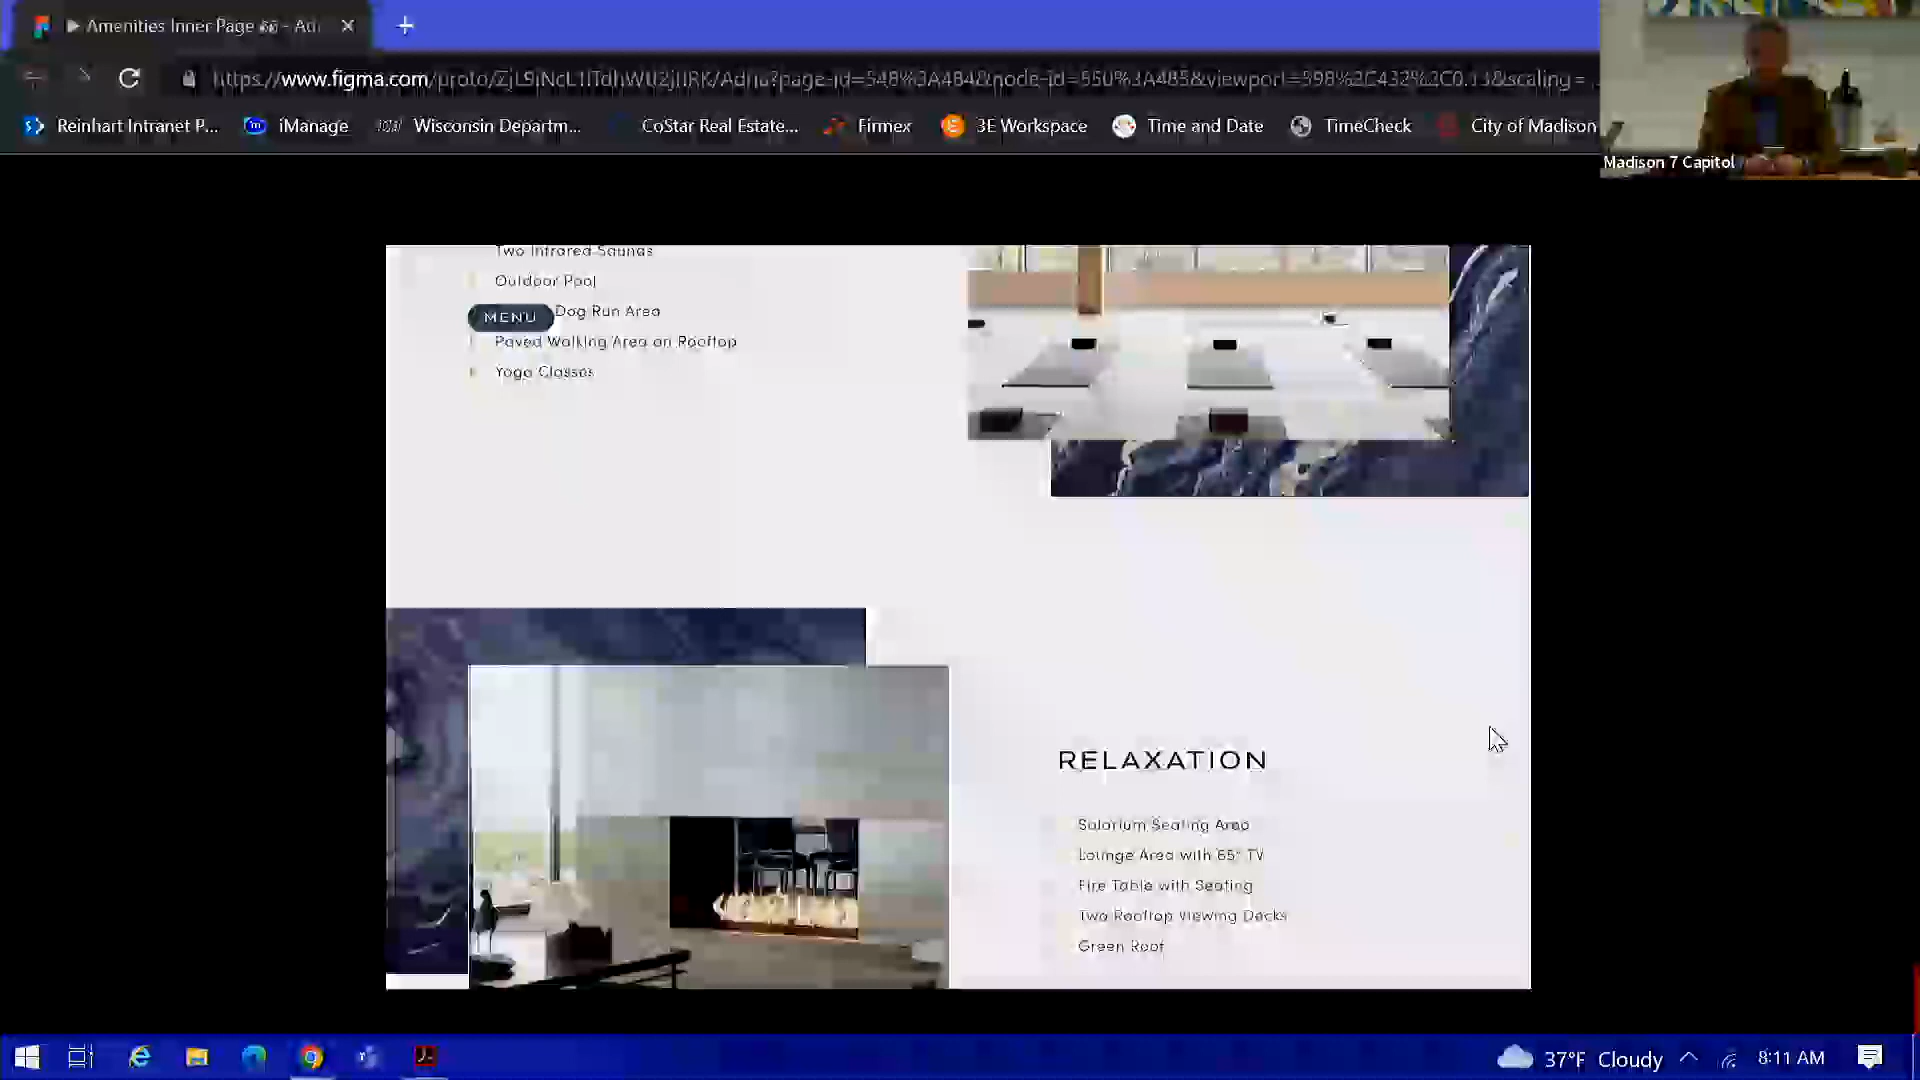 Amenities Inner Page
https://www.figma.com/proto/
Reinhart Intranet P...
iManage
Wisconsin Departm...
CoStar Real Estate...
Firmex
3E Workspace
Time and Date
TimeCheck
City of Madison
Madison 7 Capitol
Two Infrared Saunas
Outdoor Pool
MENU
Dog Run Area
Paved Walking Area on Rooftop
Yoga Classes
RELAXATION
Solarium Seating Area
Lounge Area with 65" TV
Fire Table with Seating
Two Rooftop Viewing Decks
Green Roof
37°F Cloudy
8:11 AM